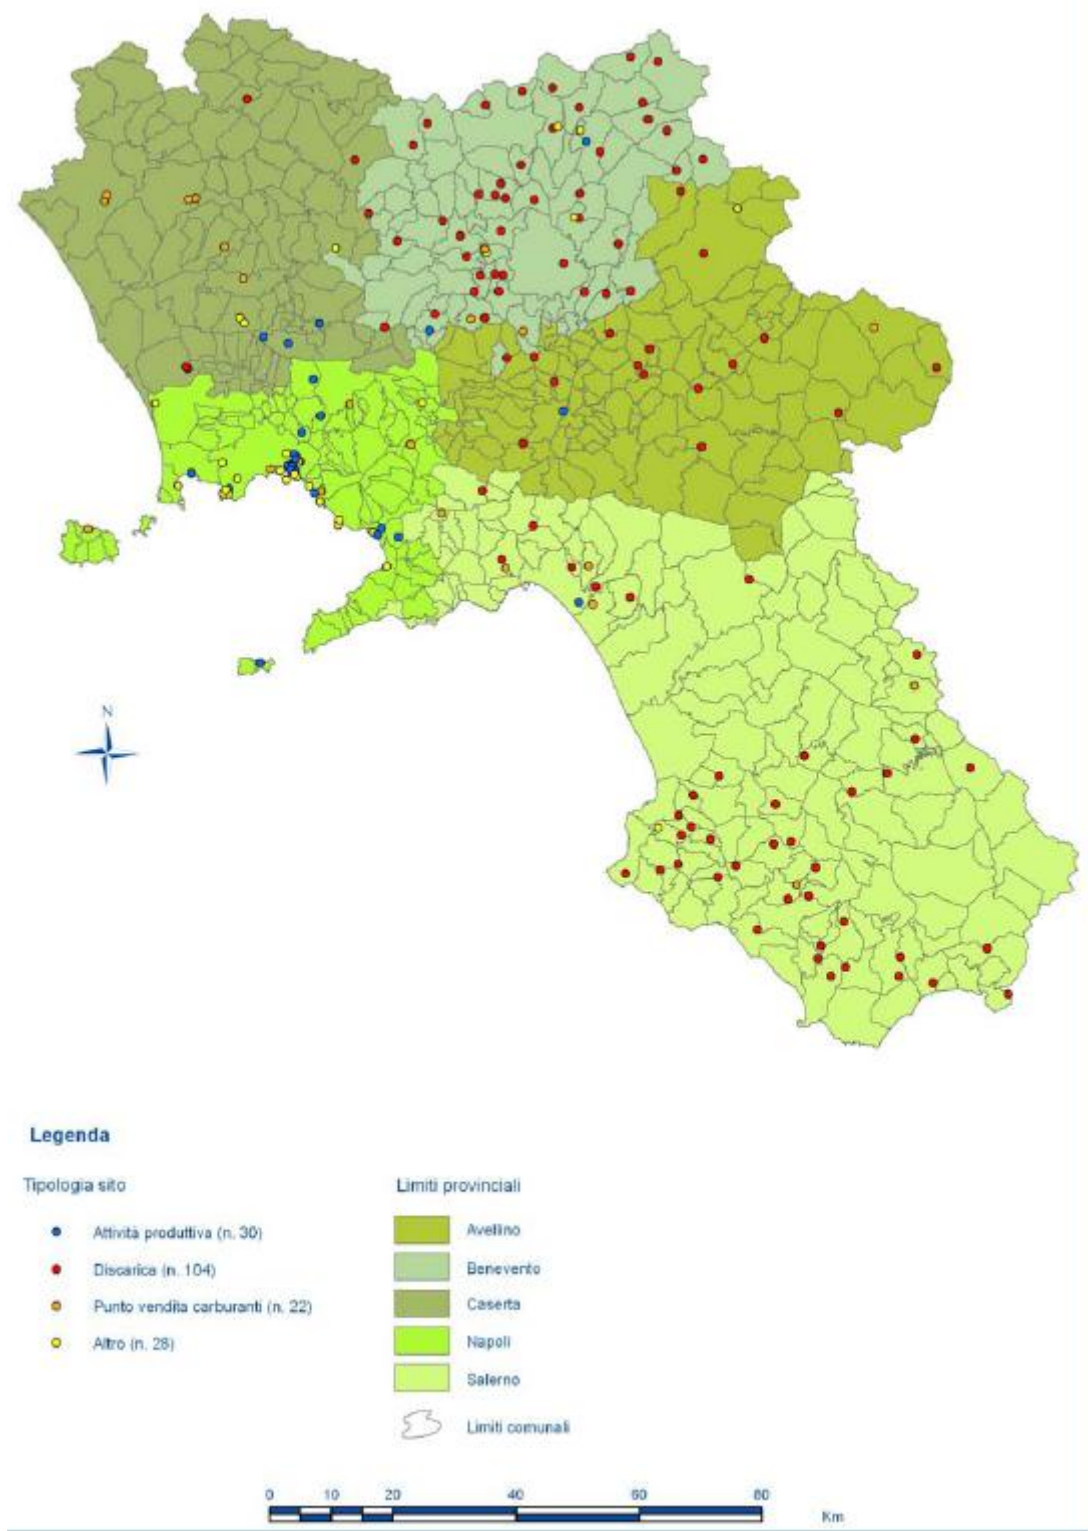 N
Legenda
Tipologia sito
Attività produttiva (n. 30)
Discarica (n. 104)
Punto vendita carburanti (n. 22)
Altro (n. 28)
Limiti provinciali
Avellino
Benevento
Caserta
Napoli
Salerno
Limiti comunali
0 10 20 40 60 80
Km